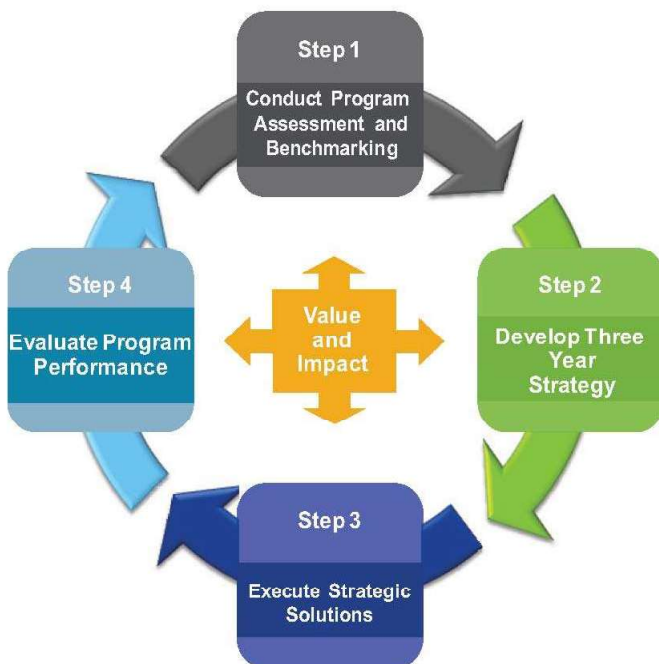 Step 1
Conduct Program
Assessment and
Benchmarking
Step 2
Develop Three
Year
Strategy
Step 3
Execute Strategic
Solutions
Step 4
Evaluate Program
Performance
Value
and
Impact